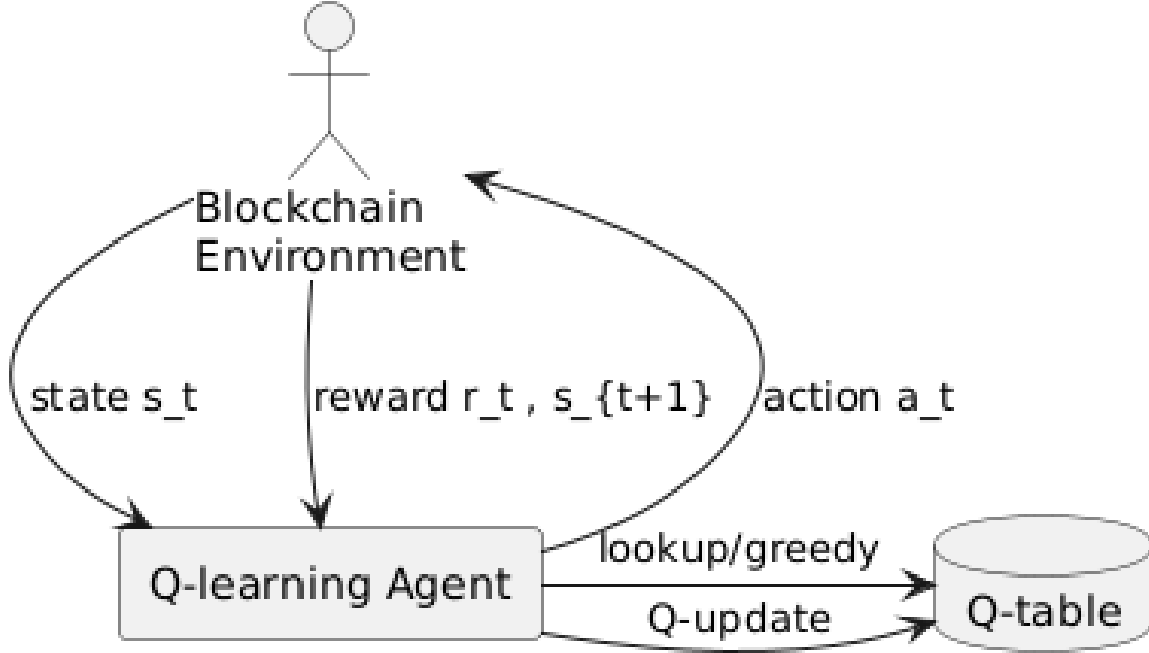 Blockchain
Environment
state s_t
reward r_t , s_{t+1}
action a_t
lookup/greedy
Q-learning Agent
Q-update
Q-table